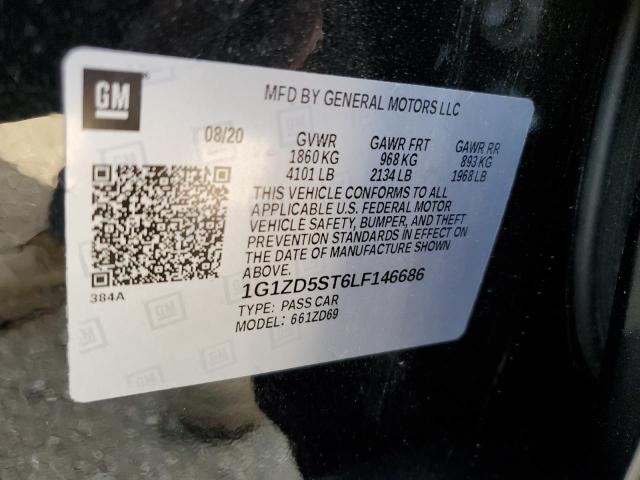 GM
MFD BY GENERAL MOTORS LLC
08/20 GVWR GAWR FRT GAWR RR
1860 KG 968 KG 893 KG
4101 LB 2134 LB 1968 LB
THIS VEHICLE CONFORMS TO ALL
APPLICABLE U.S. FEDERAL MOTOR
VEHICLE SAFETY, BUMPER, AND THEFT
PREVENTION STANDARDS IN EFFECT ON
THE DATE OF MANUFACTURE SHOWN
ABOVE.
384A
1G1ZD5ST6LF146686
TYPE: PASS CAR
MODEL: 661ZD69